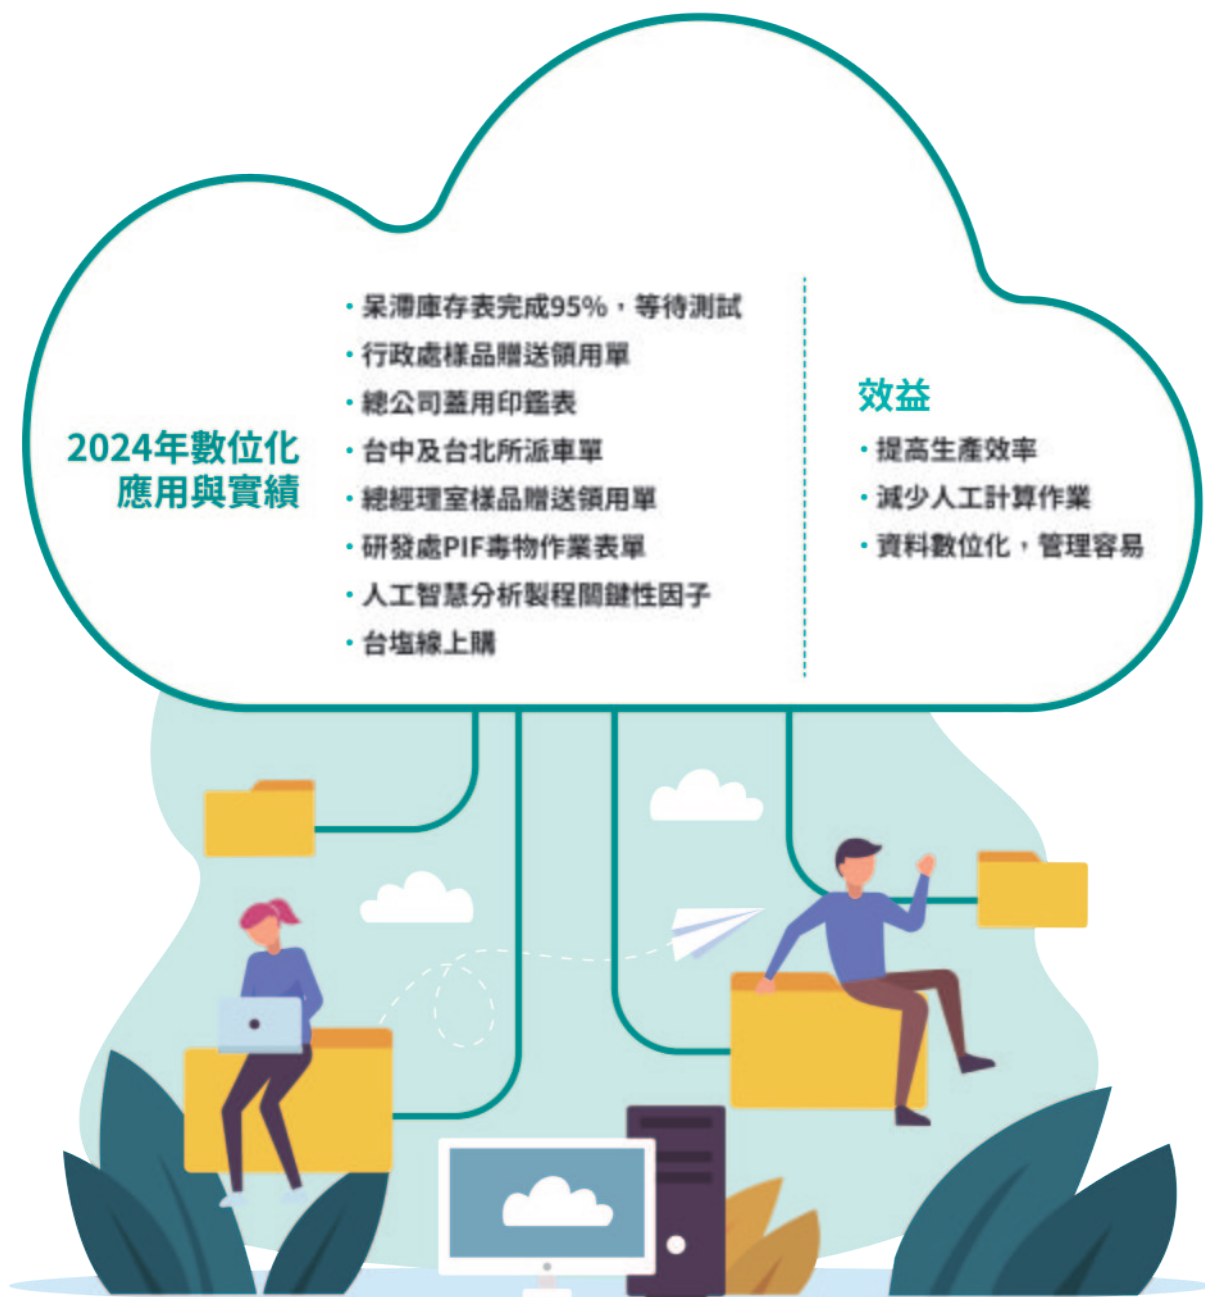 2024年數位化
應用與實績
・呆滯庫存表完成95%，等待測試
・行政處樣品贈送領用單
・總公司蓋用印鑑表
・台中及台北所派車單
・總經理室樣品贈送領用單
・研發處PIF毒物作業表單
・人工智慧分析製程關鍵性因子
・台塩線上購
效益
・提高生產效率
・減少人工計算作業
・資料數位化，管理容易